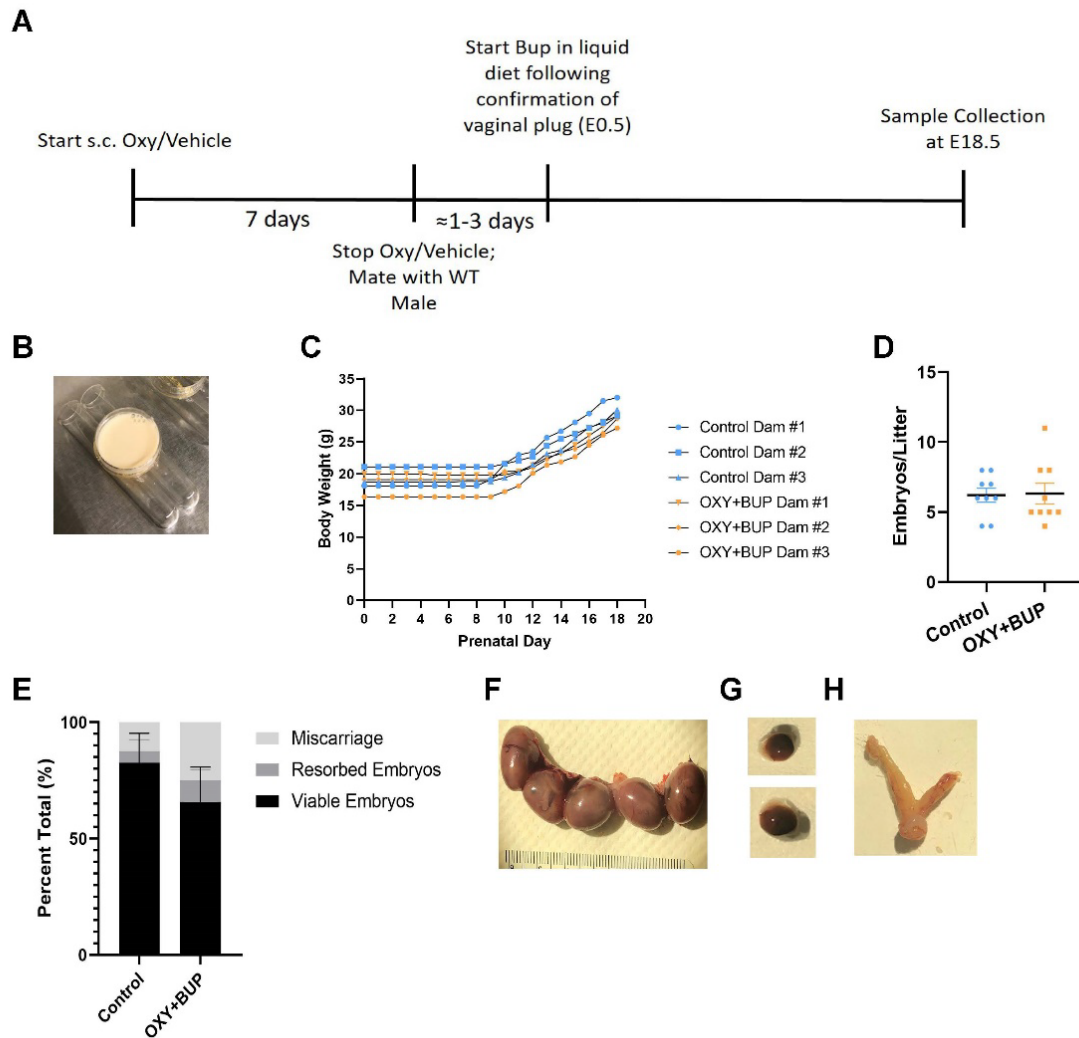 A
Start s.c. Oxy/Vehicle
Start Bup in liquid
diet following
confirmation of
vaginal plug (E0.5)
Sample Collection
at E18.5
7 days
≈1-3 days
Stop Oxy/Vehicle;
Mate with WT
Male
B
C
35
30
25
20
15
10
5
0
Body Weight (g)
0 2 4 6 8 10 12 14 16 18 20
Prenatal Day
Control Dam #1
Control Dam #2
Control Dam #3
OXY+BUP Dam #1
OXY+BUP Dam #2
OXY+BUP Dam #3
D
15
10
5
0
Embryos/Litter
Control
OXY+BUP
E
100
50
0
Percent Total (%)
Control
OXY+BUP
Miscarriage
Resorbed Embryos
Viable Embryos
F
G
H